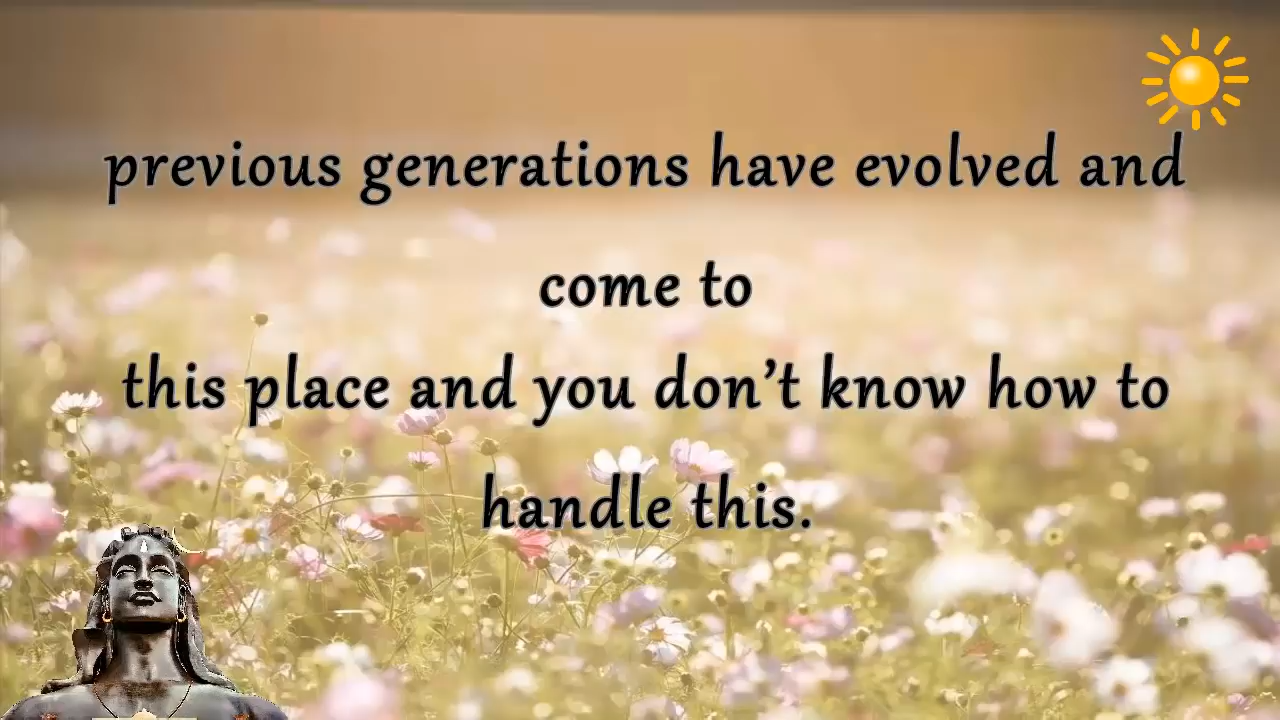 previous generations have evolved and
come to
this place and you don’t know how to
handle this.